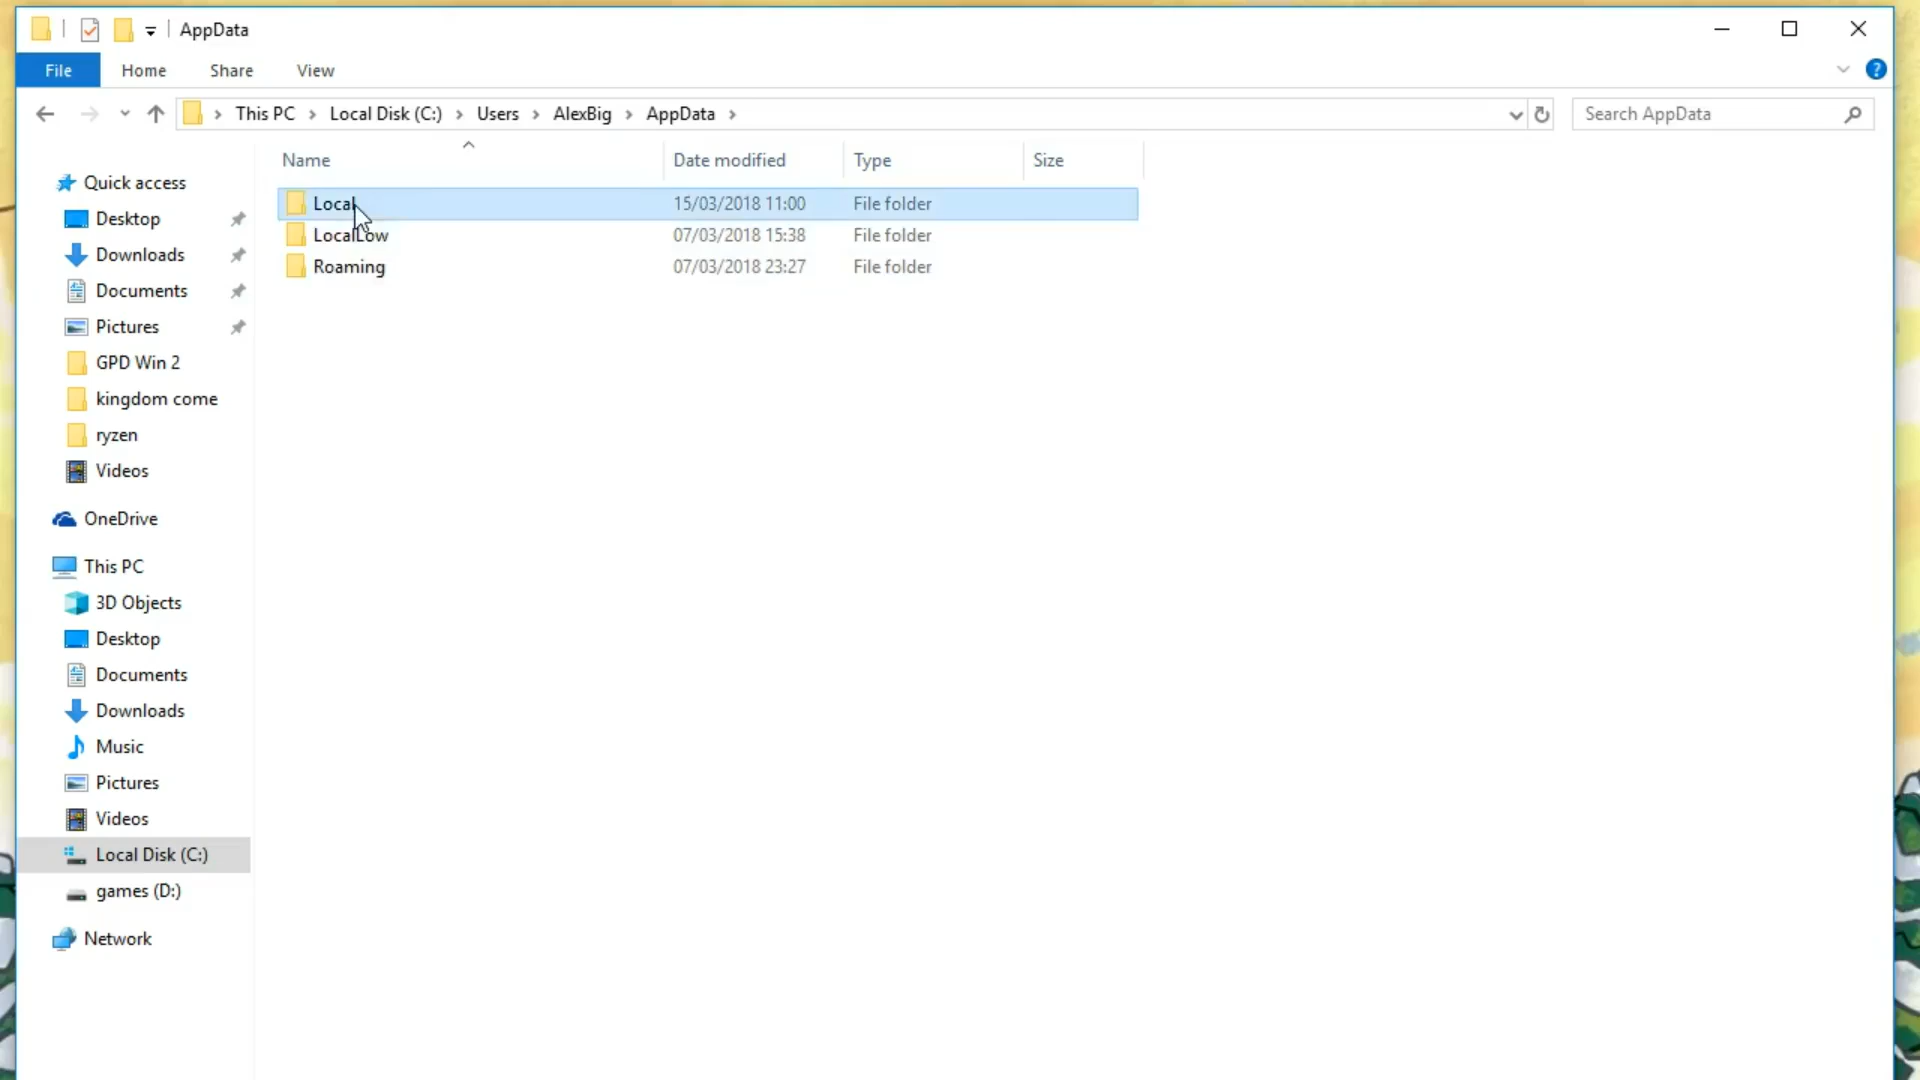 AppData
File Home Share View
This PC Local Disk (C:) Users AlexBig AppData
Search AppData
Name Date modified Type Size
Local 15/03/2018 11:00 File folder
LocalLow 07/03/2018 15:38 File folder
Roaming 07/03/2018 23:27 File folder
Quick access
Desktop
Downloads
Documents
Pictures
GPD Win 2
kingdom come
ryzen
Videos
OneDrive
This PC
3D Objects
Desktop
Documents
Downloads
Music
Pictures
Videos
Local Disk (C:)
games (D:)
Network